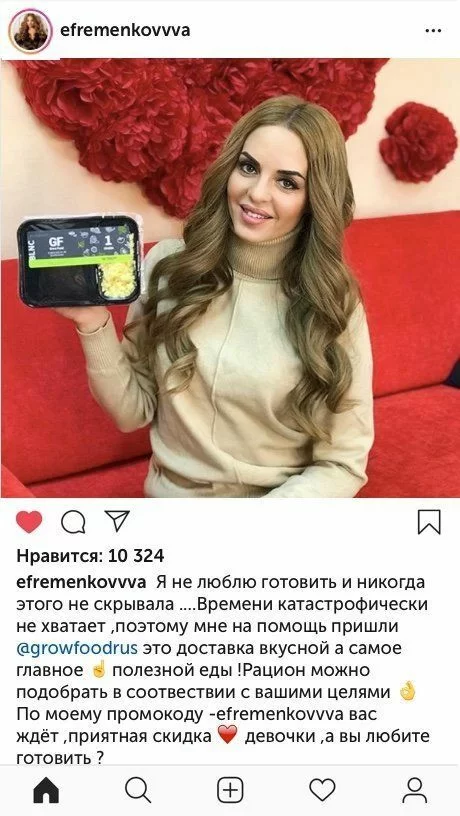 efremenkovvva
BLNC
GF
1
Нравится: 10 324
efremenkovvva Я не люблю готовить и никогда
этого не скрывала ....Времени катастрофически
не хватает ,поэтому мне на помощь пришли
@growfoodrus это доставка вкусной а самое
главное ☝ полезной еды !Рацион можно
подобрать в соотвествии с вашими целями 👌
По моему промокоду -efremenkovvva вас
ждёт ,приятная скидка ❤ девочки ,а вы любите
готовить ?